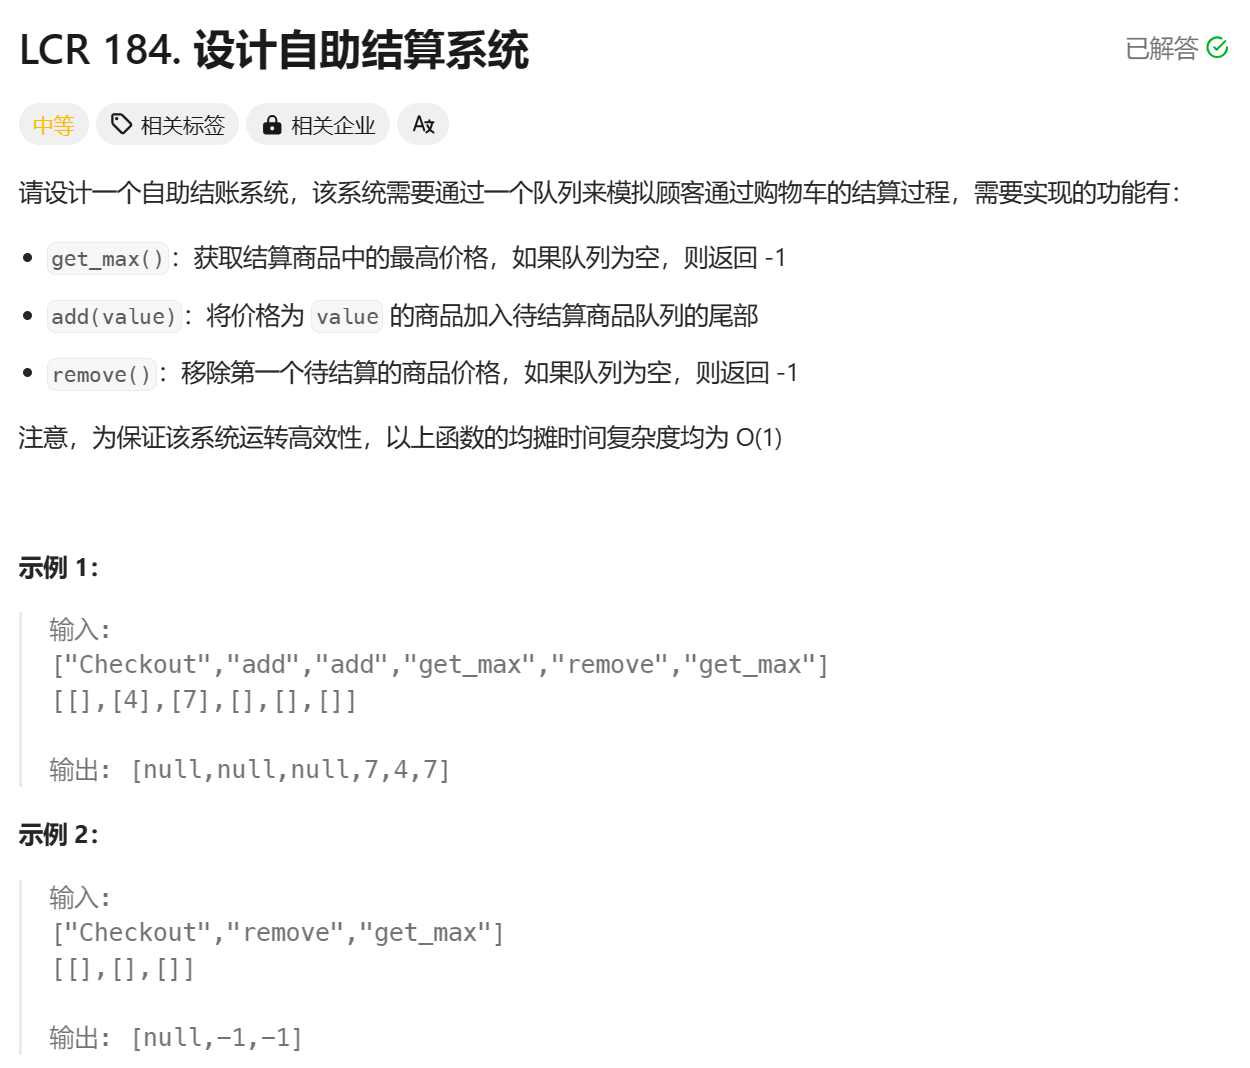 LCR 184. 设计自助结算系统
已解答
中等 相关标签 相关企业 A文
请设计一个自助结账系统，该系统需要通过一个队列来模拟顾客通过购物车的结算过程，需要实现的功能有：
• get_max()：获取结算商品中的最高价格，如果队列为空，则返回 -1
• add(value)：将价格为 value 的商品加入待结算商品队列的尾部
• remove()：移除第一个待结算的商品价格，如果队列为空，则返回 -1
注意，为保证该系统运转高效性，以上函数的均摊时间复杂度均为 O(1)
示例 1：
输入:
["Checkout","add","add","get_max","remove","get_max"]
[[],[4],[7],[],[],[]]
输出: [null,null,null,7,4,7]
示例 2：
输入:
["Checkout","remove","get_max"]
[[],[],[]]
输出: [null,−1,−1]